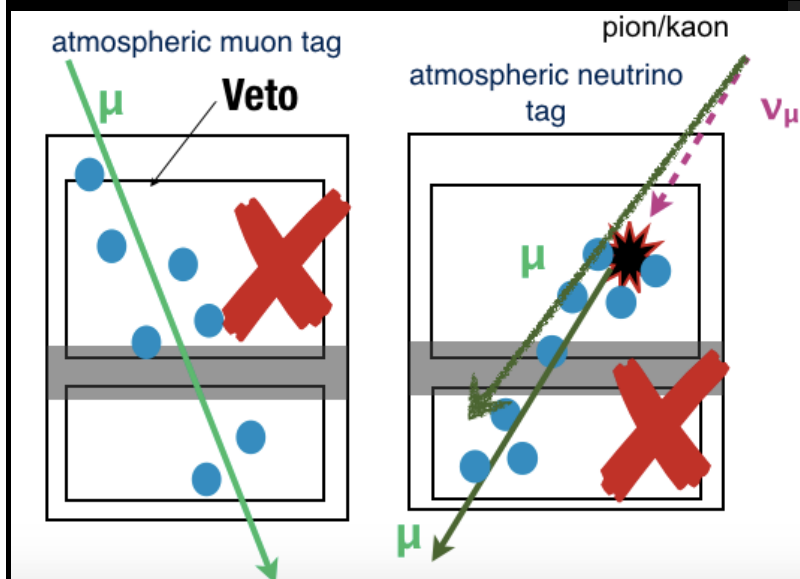 atmospheric muon tag
μ
Veto
pion/kaon
atmospheric neutrino
tag
νμ
μ
μ